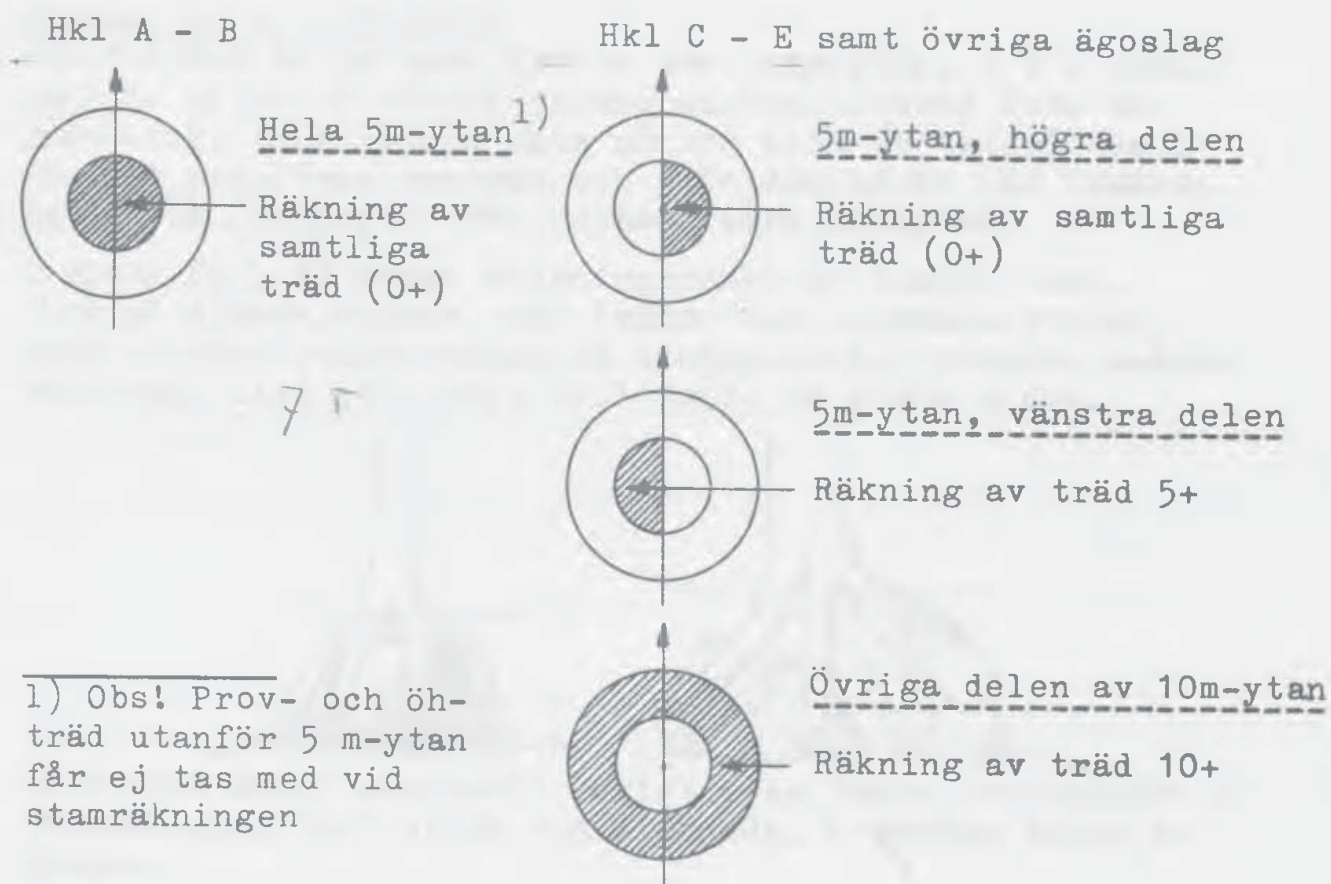 Hkl A - B
Hela 5m-ytan 1)
Räkning av
samtliga
träd (0+)
Hkl C - E samt övriga ägoslag
5m-ytan, högra delen
Räkning av samtliga
träd (0+)
5m-ytan, vänstra delen
Räkning av träd 5+
Övriga delen av 10m-ytan
Räkning av träd 10+
1) Obs! Prov- och öh-
träd utanför 5 m-ytan
får ej tas med vid
stamräkningen